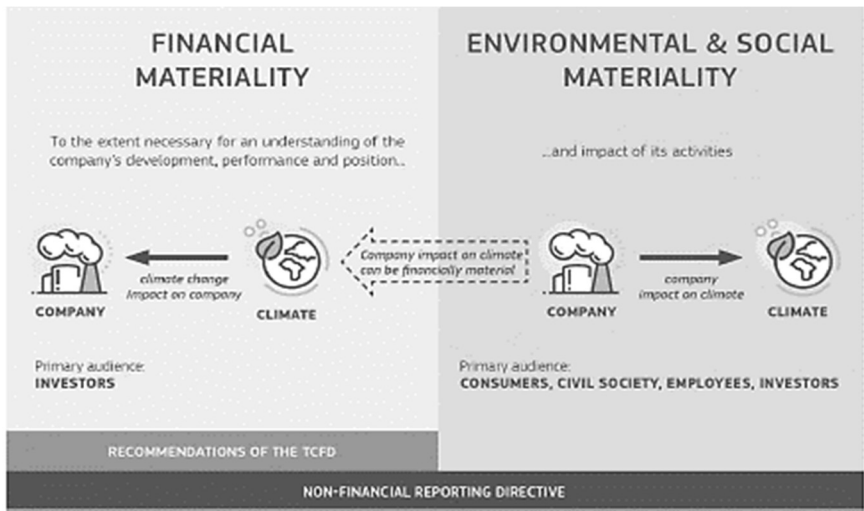 FINANCIAL
MATERIALITY
To the extent necessary for an understanding of the
company's development, performance and position...
climate change
impact on company
COMPANY
CLIMATE
Primary audience:
INVESTORS
RECOMMENDATIONS OF THE TCFD
Company impact on climate
can be financially material
ENVIRONMENTAL & SOCIAL
MATERIALITY
...and impact of its activities
company
impact on climate
COMPANY
CLIMATE
Primary audience:
CONSUMERS, CIVIL SOCIETY, EMPLOYEES, INVESTORS
NON-FINANCIAL REPORTING DIRECTIVE